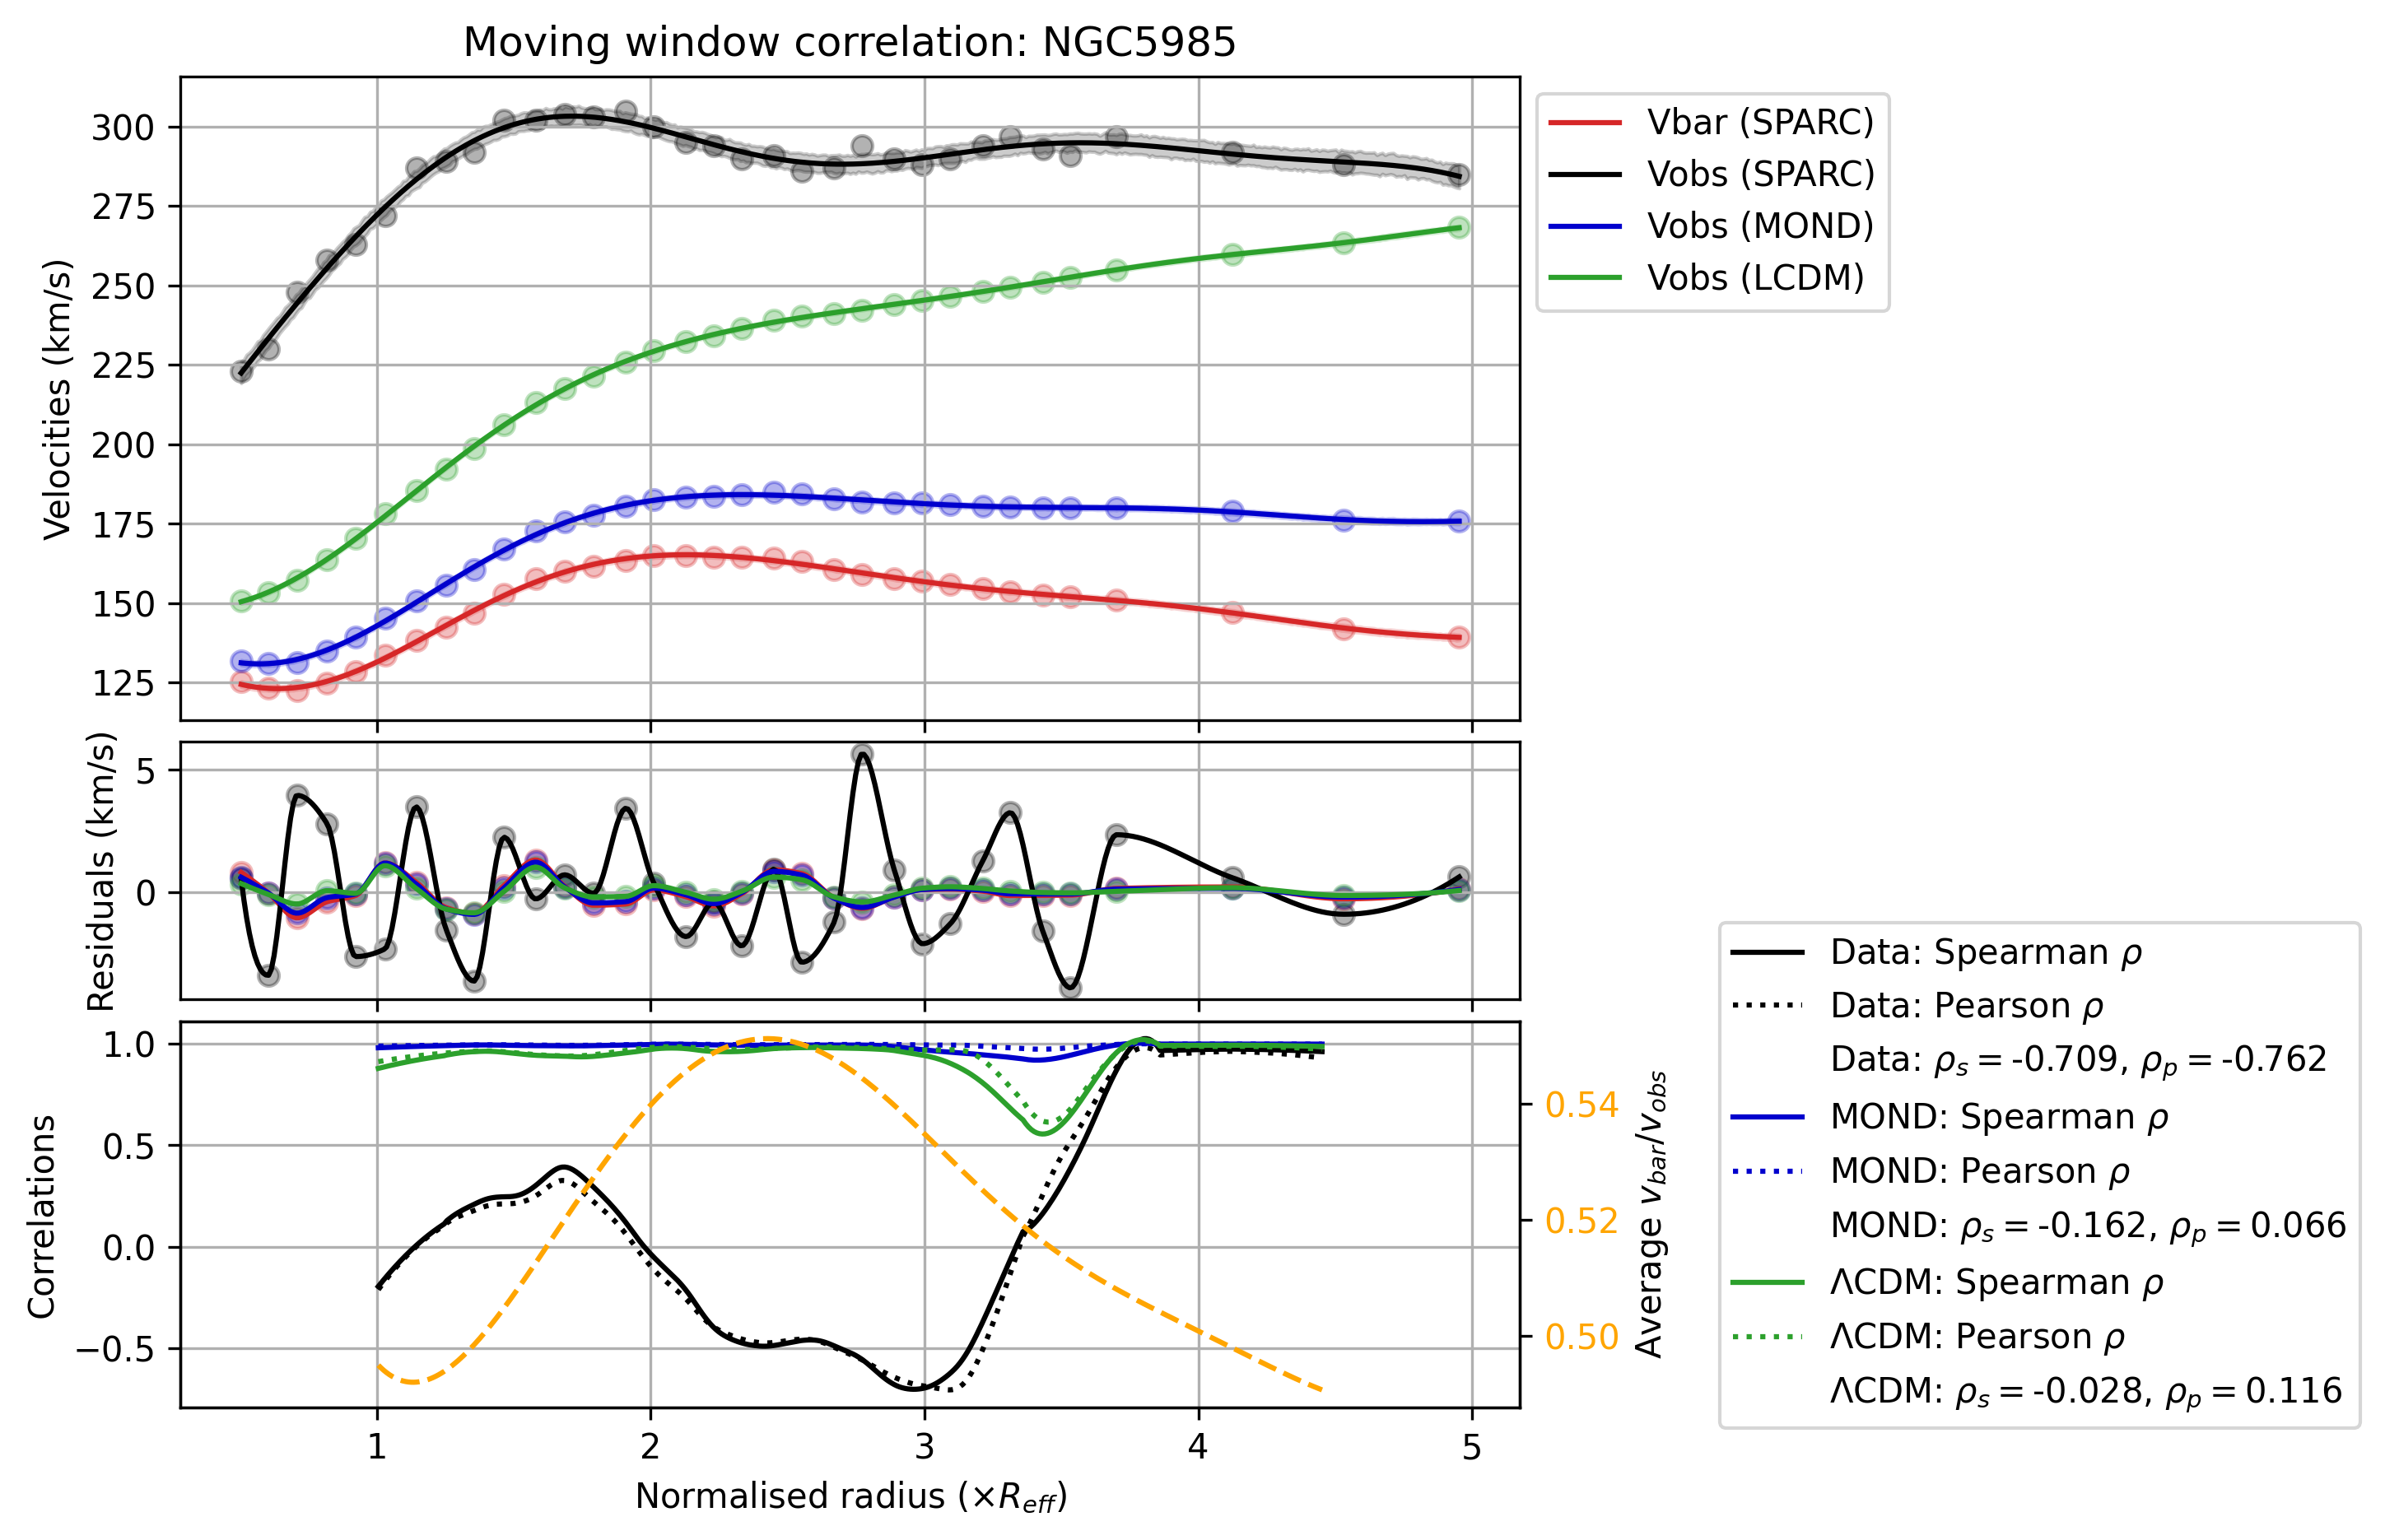 Moving window correlation: NGC5985
Velocities (km/s)
300
275
250
225
200
175
150
125
Vbar (SPARC)
Vobs (SPARC)
Vobs (MOND)
Vobs (LCDM)
Residuals (km/s)
5
0
Correlations
1.0
0.5
0.0
−0.5
0.54
0.52
0.50
Average v_bar/v_obs
1 2 3 4 5
Normalised radius (×R_eff)
Data: Spearman ρ
Data: Pearson ρ
Data: ρ_s = -0.709, ρ_p = -0.762
MOND: Spearman ρ
MOND: Pearson ρ
MOND: ρ_s = -0.162, ρ_p = 0.066
ΛCDM: Spearman ρ
ΛCDM: Pearson ρ
ΛCDM: ρ_s = -0.028, ρ_p = 0.116